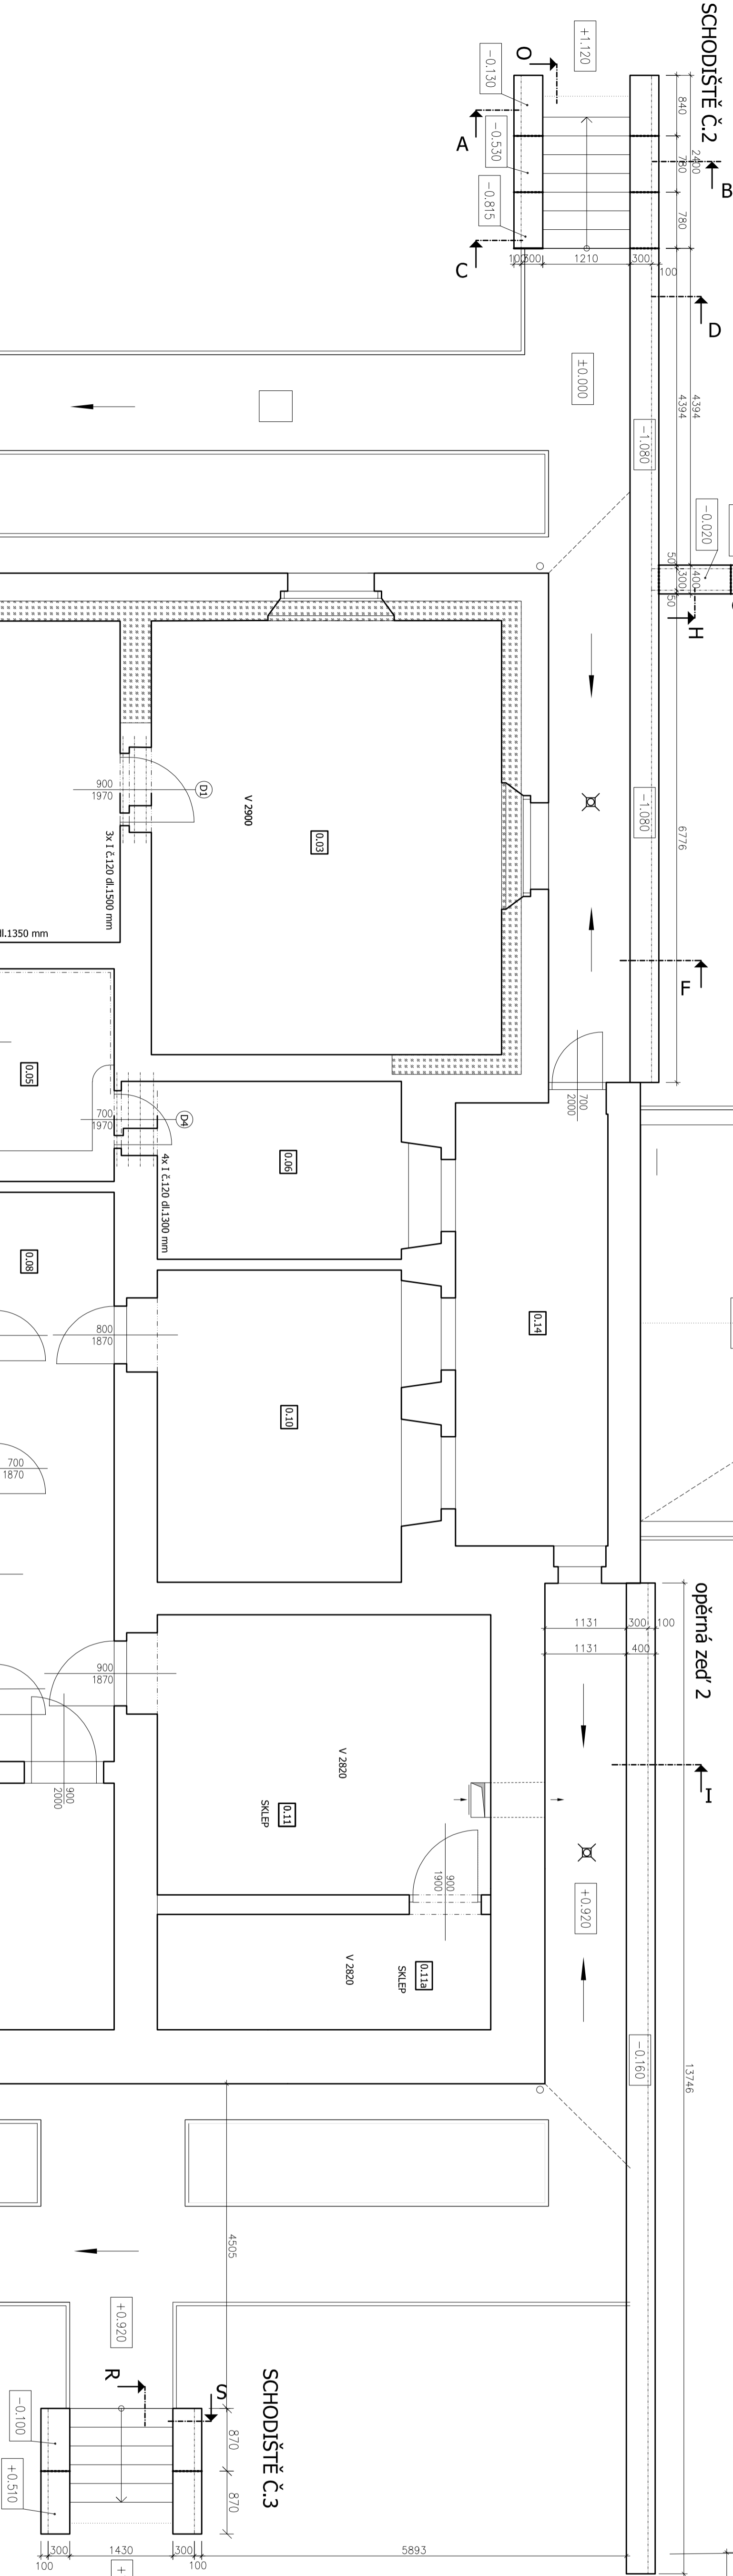 SCHODIŠTĚ Č.2
+1.120
O
-0.130
840
2400
A
-0.530
780
B
-0.815
780
C
100
300
1210
300
100
D
±0.000
4394
4394
-1.080
-0.020
50
300
400
50
H
-1.080
6776
900
1970
D1
V 2900
0.03
3x I č.120 dl.1500 mm
dl.1350 mm
F
700
2000
0.05
700
1970
D4
0.06
4x I č.120 dl.1300 mm
0.08
800
1870
0.14
0.10
700
1870
opěrná zeď 2
1131
300
100
1131
400
900
1870
I
V 2820
0.11
SKLEP
900
2000
900
1900
+0.920
V 2820
0.11a
SKLEP
-0.160
13746
4505
+0.920
R
S
SCHODIŠTĚ Č.3
-0.100
870
+0.510
870
100
300
1430
300
100
5893
+